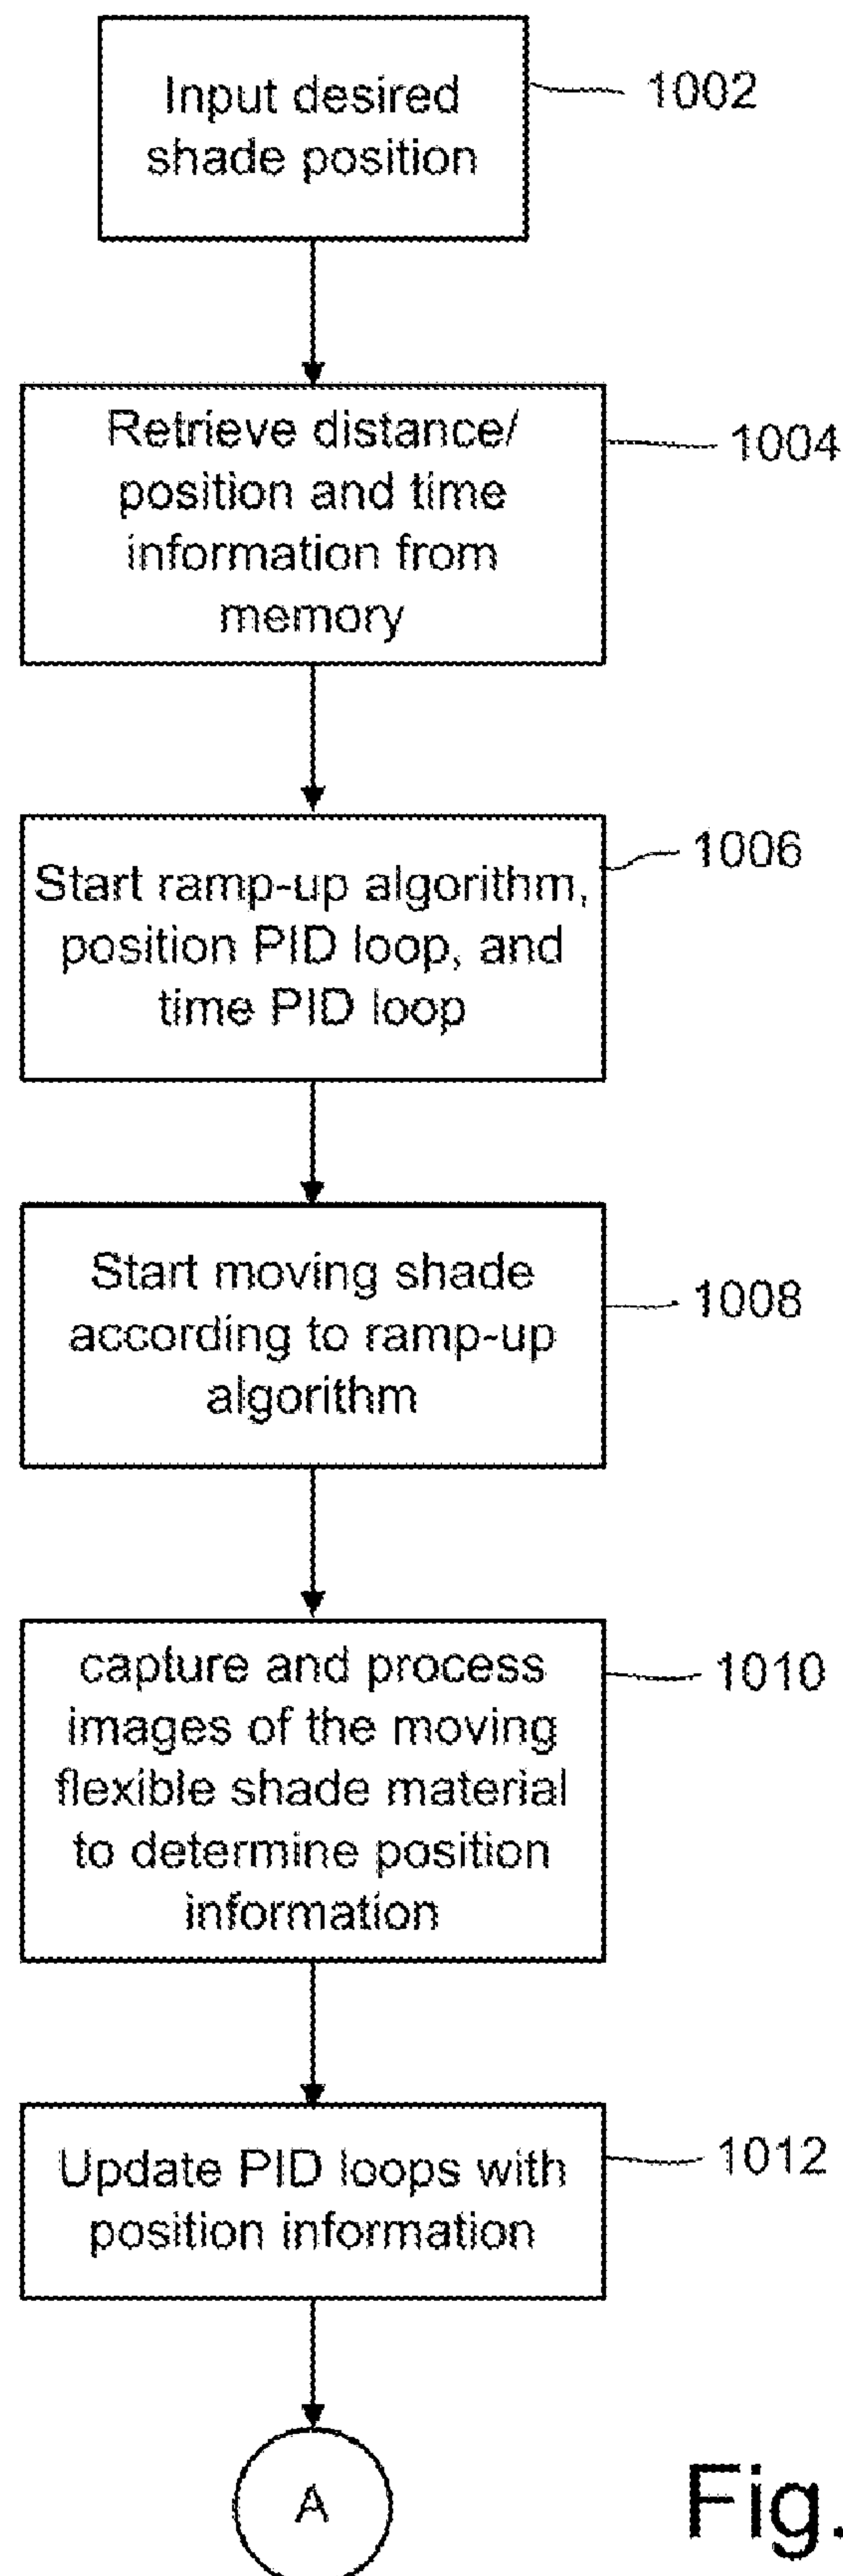 Input desired
shade position
1002
Retrieve distance/
position and time
information from
memory
1004
Start ramp-up algorithm,
position PID loop, and
time PID loop
1006
Start moving shade
according to ramp-up
algorithm
1008
capture and process
images of the moving
flexible shade material
to determine position
information
1010
Update PID loops with
position information
1012
A
Fig.